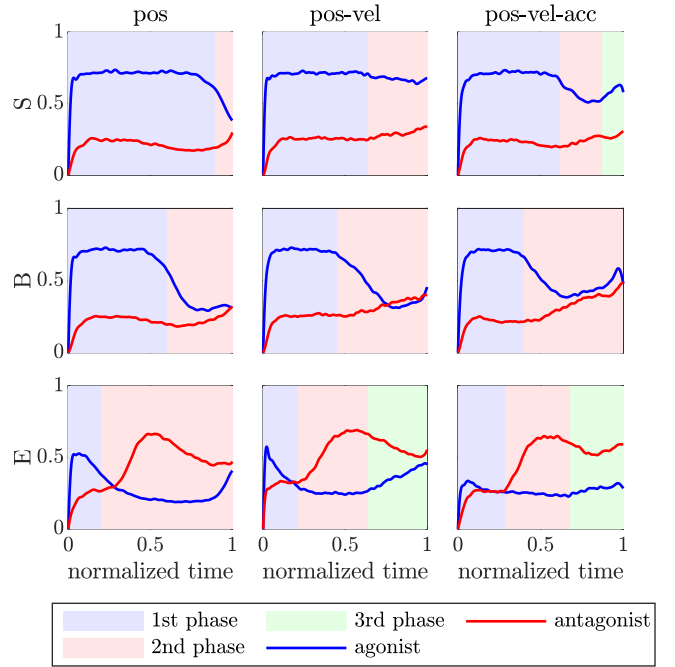 pos pos-vel pos-vel-acc
S 1 0.5 0
B 1 0.5 0
E 1 0.5 0
0 0.5 1 0 0.5 1 0 0.5 1
normalized time normalized time normalized time
1st phase 3rd phase antagonist
2nd phase agonist